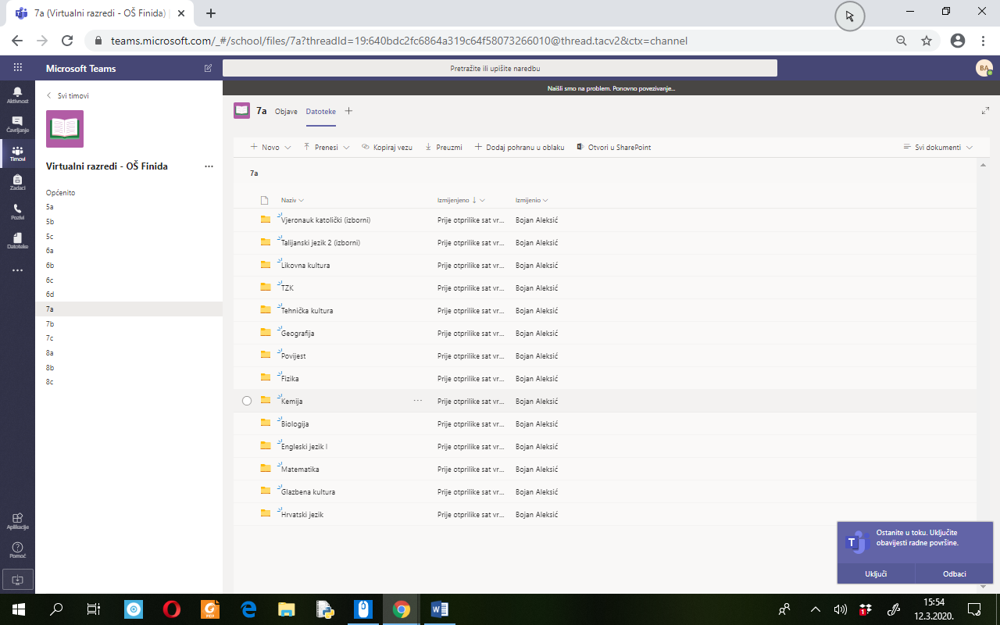 7a (Virtualni razredi - OŠ Finida) |
teams.microsoft.com/_#/school/files/7a?threadId=19:640bdc2fc6864a319c64f58073266010@thread.tacv2&ctx=channel
Microsoft Teams
Pretražite ili upišite naredbu
BA
Naišli smo na problem. Ponovno povezivanje...
Aktivnost
Čavrljanje
Timovi
Zadaci
Pozivi
Datoteke
Aplikacije
Pomoć
Svi timovi
Virtualni razredi - OŠ Finida
Općenito
5a
5b
5c
6a
6b
6c
6d
7a
7b
7c
8a
8b
8c
7a Objave Datoteke
Novo Prenesi Kopiraj vezu Preuzmi Dodaj pohranu u oblaku Otvori u SharePoint Svi dokumenti
7a
Naziv Izmijenjeno Izmijenio
Vjeronauk katolički (izborni) Prije otprilike sat vr... Bojan Aleksić
Talijanski jezik 2 (izborni) Prije otprilike sat vr... Bojan Aleksić
Likovna kultura Prije otprilike sat vr... Bojan Aleksić
TZK Prije otprilike sat vr... Bojan Aleksić
Tehnička kultura Prije otprilike sat vr... Bojan Aleksić
Geografija Prije otprilike sat vr... Bojan Aleksić
Povijest Prije otprilike sat vr... Bojan Aleksić
Fizika Prije otprilike sat vr... Bojan Aleksić
Kemija Prije otprilike sat vr... Bojan Aleksić
Biologija Prije otprilike sat vr... Bojan Aleksić
Engleski jezik I Prije otprilike sat vr... Bojan Aleksić
Matematika Prije otprilike sat vr... Bojan Aleksić
Glazbena kultura Prije otprilike sat vr... Bojan Aleksić
Hrvatski jezik Prije otprilike sat vr... Bojan Aleksić
T
Ostanite u toku. Uključite
obavijesti radne površine.
Uključi Odbaci
PDF
1
15:54
12.3.2020.